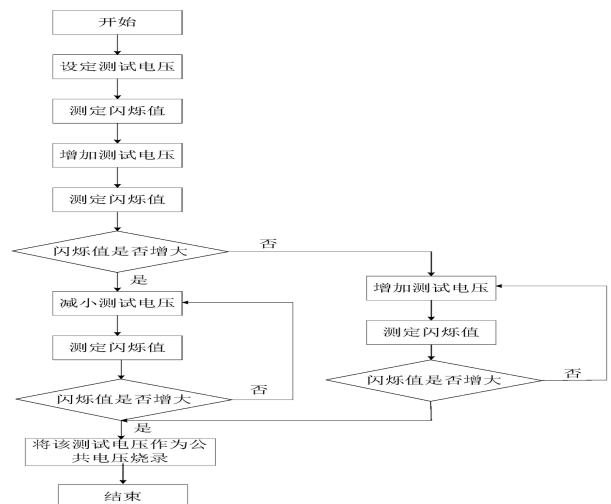 开始
设定测试电压
测定闪烁值
增加测试电压
测定闪烁值
闪烁值是否增大
否
是
减小测试电压
增加测试电压
测定闪烁值
测定闪烁值
闪烁值是否增大
否
闪烁值是否增大
否
是
将该测试电压作为公
共电压烧录
结束